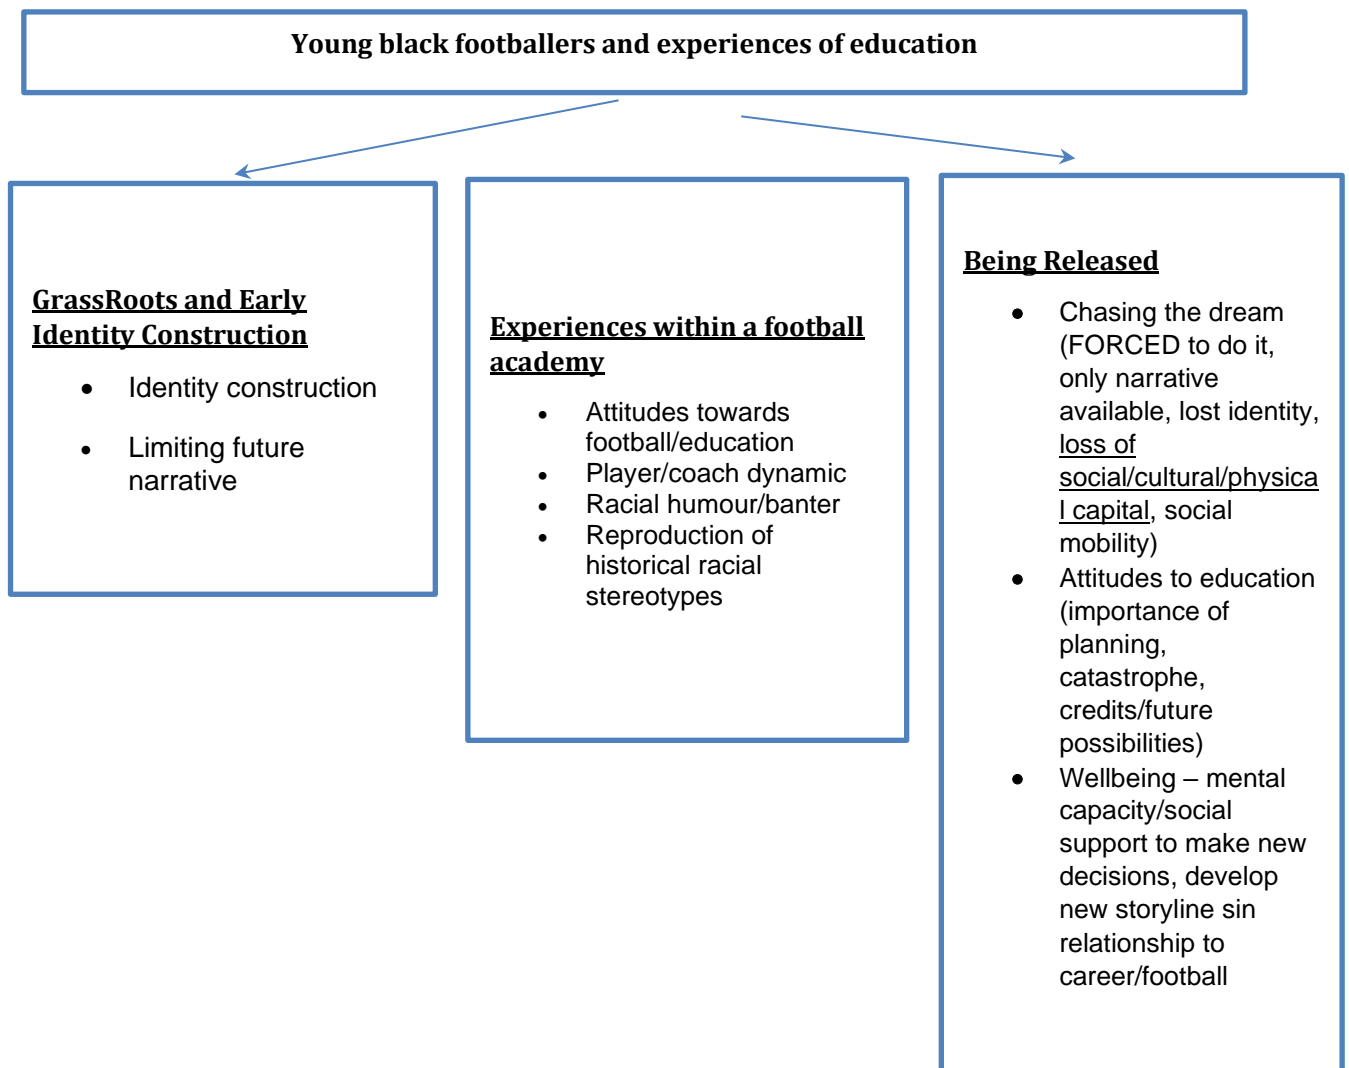 Young black footballers and experiences of education
GrassRoots and Early
Identity Construction
• Identity construction
• Limiting future
narrative
Experiences within a football
academy
• Attitudes towards
football/education
• Player/coach dynamic
• Racial humour/banter
• Reproduction of
historical racial
stereotypes
Being Released
• Chasing the dream
(FORCED to do it,
only narrative
available, lost identity,
loss of
social/cultural/physica
l capital, social
mobility)
• Attitudes to education
(importance of
planning,
catastrophe,
credits/future
possibilities)
• Wellbeing – mental
capacity/social
support to make new
decisions, develop
new storyline sin
relationship to
career/football